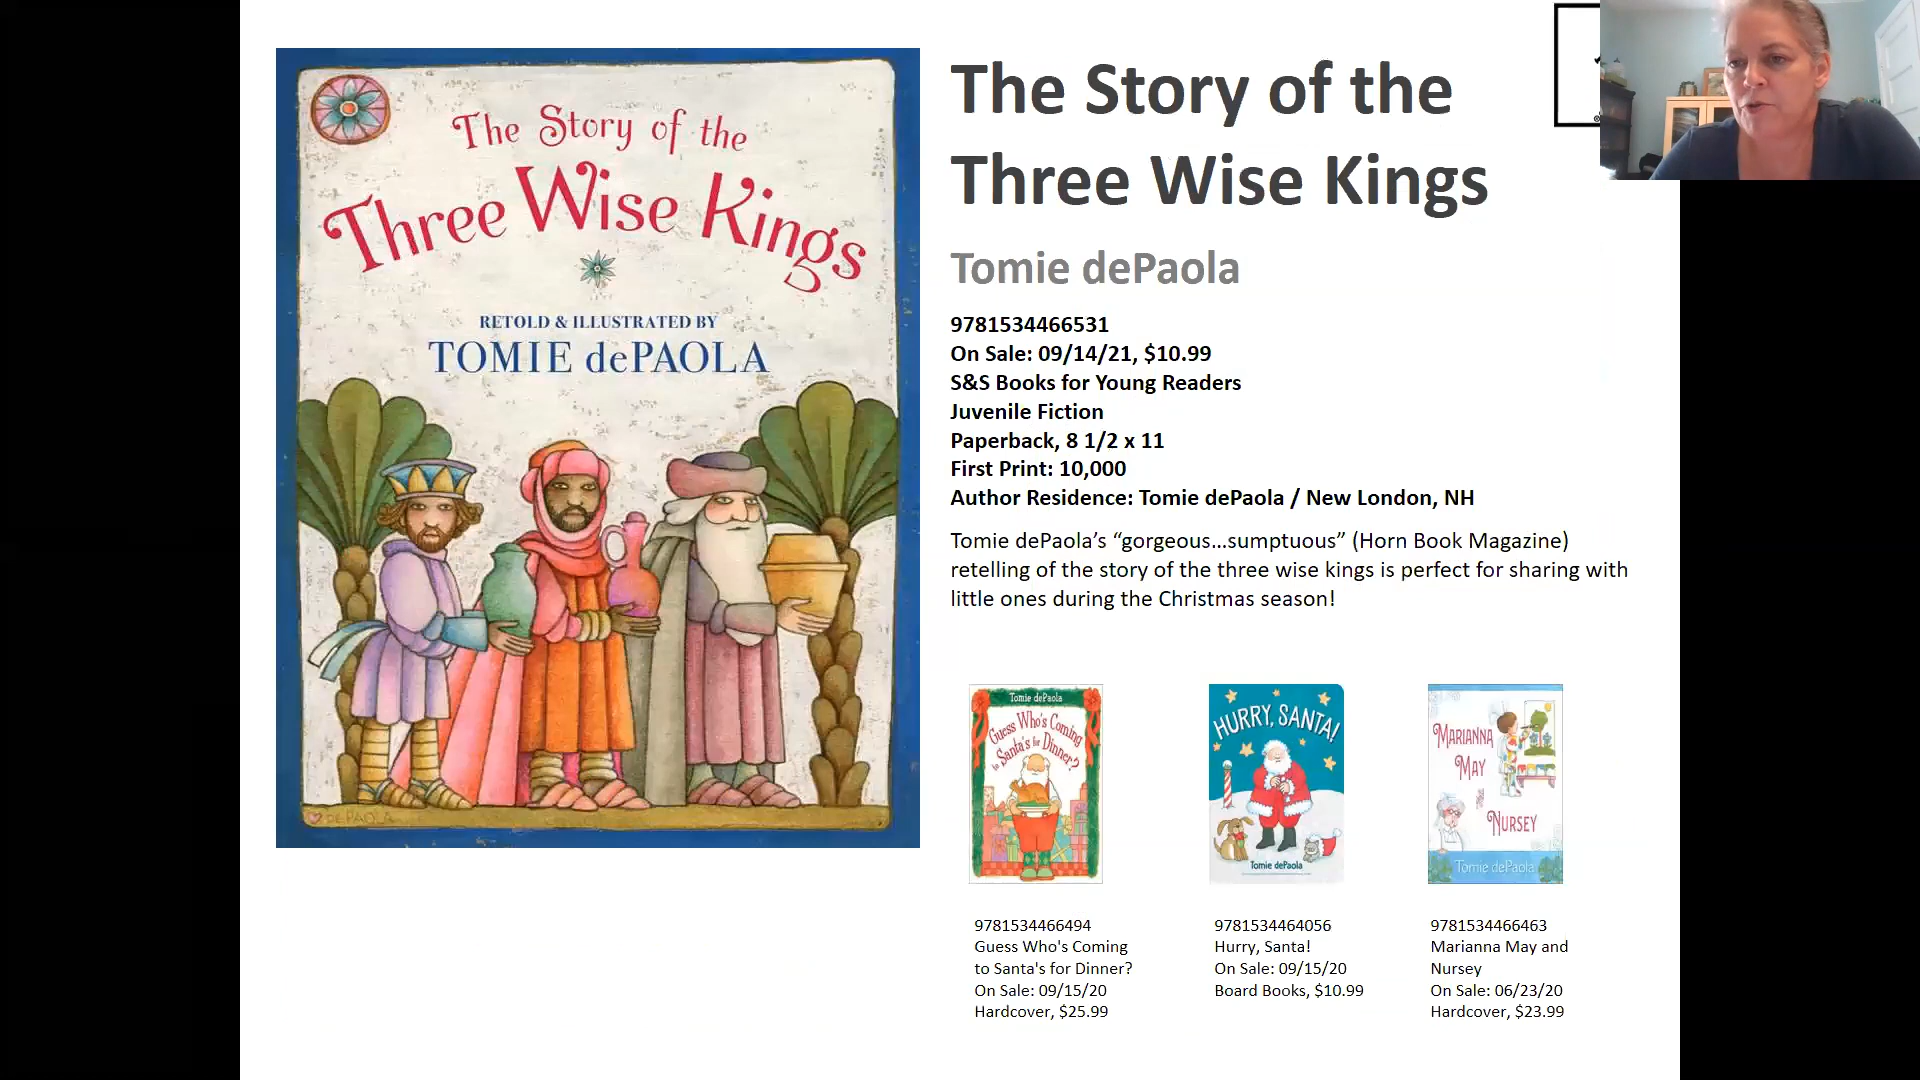 The Story of the
Three Wise Kings
RETOLD & ILLUSTRATED BY
TOMIE dePAOLA
DEPAOLA
The Story of the
Three Wise Kings
Tomie dePaola
9781534466531
On Sale: 09/14/21, $10.99
S&S Books for Young Readers
Juvenile Fiction
Paperback, 8 1/2 x 11
First Print: 10,000
Author Residence: Tomie dePaola / New London, NH
Tomie dePaola’s “gorgeous…sumptuous” (Horn Book Magazine)
retelling of the story of the three wise kings is perfect for sharing with
little ones during the Christmas season!
Tomie dePaola
Guess Who's Coming
to Santa's for Dinner?
9781534466494
Guess Who's Coming
to Santa's for Dinner?
On Sale: 09/15/20
Hardcover, $25.99
HURRY, SANTA!
Tomie dePaola
9781534464056
Hurry, Santa!
On Sale: 09/15/20
Board Books, $10.99
MARIANNA
MAY
NURSEY
Tomie dePaola
9781534466463
Marianna May and
Nursey
On Sale: 06/23/20
Hardcover, $23.99